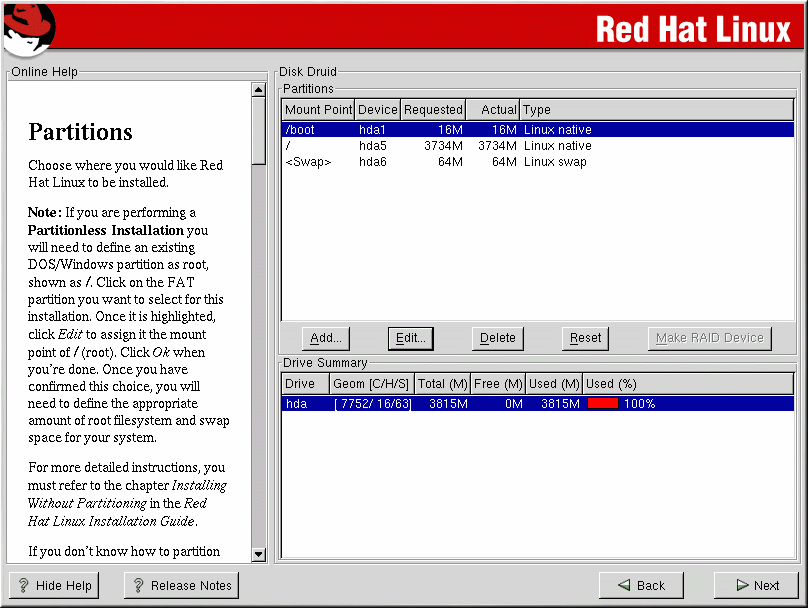 Red Hat Linux
Online Help
Partitions
Choose where you would like Red
Hat Linux to be installed.
Note: If you are performing a
Partitionless Installation you
will need to define an existing
DOS/Windows partition as root,
shown as /. Click on the FAT
partition you want to select for this
installation. Once it is highlighted,
click Edit to assign it the mount
point of / (root). Click Ok when
you're done. Once you have
confirmed this choice, you will
need to define the appropriate
amount of root filesystem and swap
space for your system.
For more detailed instructions, you
must refer to the chapter Installing
Without Partitioning in the Red
Hat Linux Installation Guide.
If you don't know how to partition
Disk Druid
Partitions
Mount Point Device Requested Actual Type
/boot hda1 16M 16M Linux native
/ hda5 3734M 3734M Linux native
<Swap> hda6 64M 64M Linux swap
Add... Edit... Delete Reset Make RAID Device
Drive Summary
Drive Geom [C/H/S] Total (M) Free (M) Used (M) Used (%)
hda [ 7752/ 16/63] 3815M 0M 3815M 100%
? Hide Help ? Release Notes Back Next